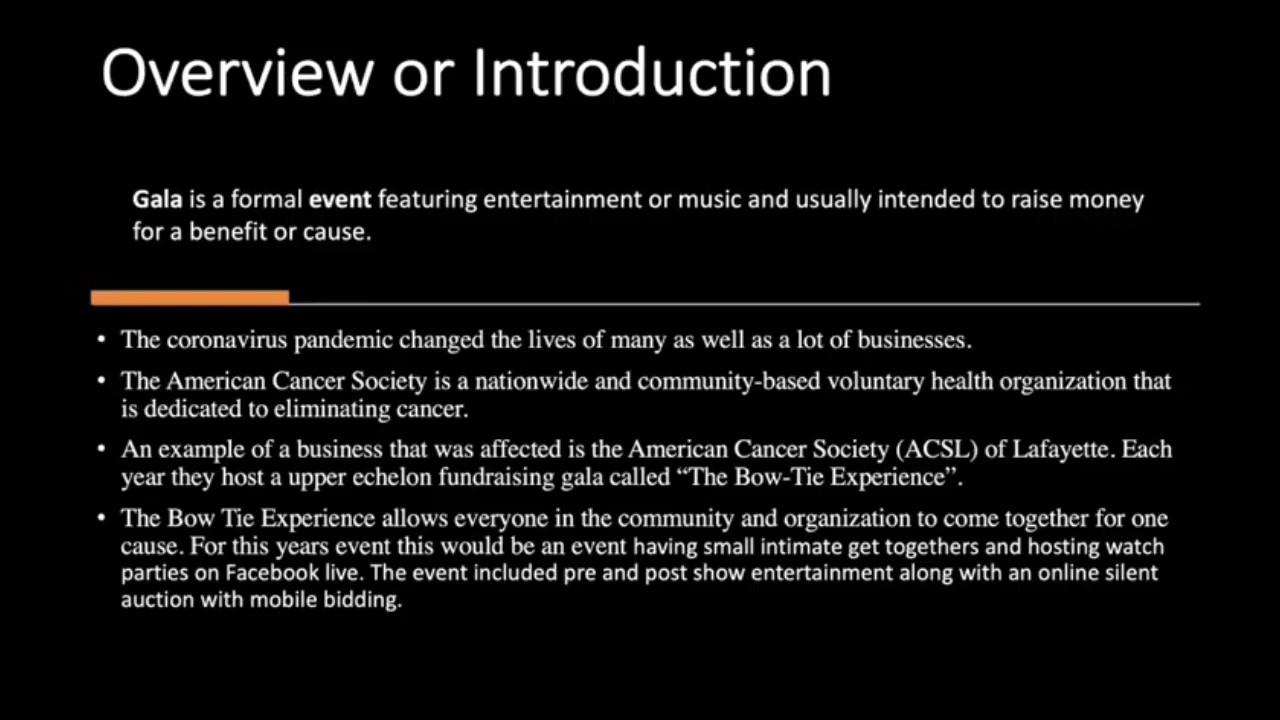 Overview or Introduction
Gala is a formal event featuring entertainment or music and usually intended to raise money
for a benefit or cause.
• The coronavirus pandemic changed the lives of many as well as a lot of businesses.
• The American Cancer Society is a nationwide and community-based voluntary health organization that
is dedicated to eliminating cancer.
• An example of a business that was affected is the American Cancer Society (ACSL) of Lafayette. Each
year they host a upper echelon fundraising gala called “The Bow-Tie Experience”.
• The Bow Tie Experience allows everyone in the community and organization to come together for one
cause. For this years event this would be an event having small intimate get togethers and hosting watch
parties on Facebook live. The event included pre and post show entertainment along with an online silent
auction with mobile bidding.